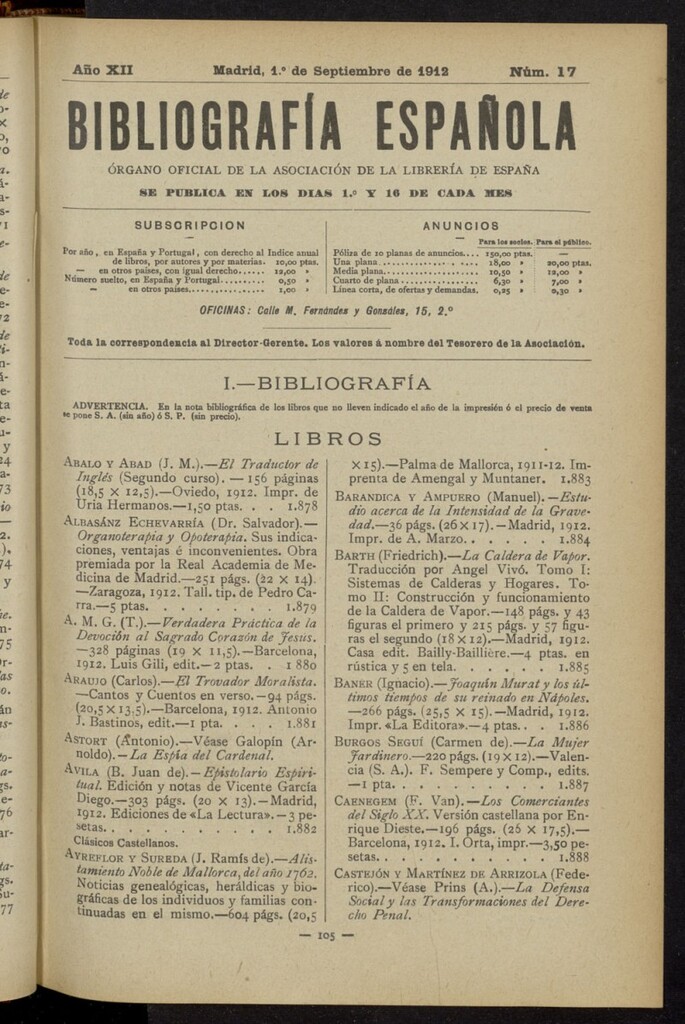 Año XII Madrid, 1.º de Septiembre de 1912 Núm. 17
BIBLIOGRAFÍA ESPAÑOLA
ÓRGANO OFICIAL DE LA ASOCIACIÓN DE LA LIBRERÍA DE ESPAÑA
SE PUBLICA EN LOS DIAS 1.º Y 16 DE CADA MES
SUBSCRIPCION
Por año, en España y Portugal, con derecho al Indice anual
de libros, por autores y por materias. 10,00 ptas.
— en otros países, con igual derecho...... 12,00 »
Número suelto, en España y Portugal......... 0,50 »
— en otros países............... 1,00 »
ANUNCIOS
Para los socios. Para el público.
Póliza de 10 planas de anuncios.... 150,00 ptas. —
Una plana..................... 18,00 » 20,00 ptas.
Media plana.................... 10,50 » 12,00 »
Cuarto de plana................. 6,30 » 7,00 »
Línea corta, de ofertas y demandas. 0,25 » 0,30 »
OFICINAS: Calle M. Fernández y Gonsáles, 15, 2.º
Toda la correspondencia al Director-Gerente. Los valores á nombre del Tesorero de la Asociación.
I.—BIBLIOGRAFÍA
ADVERTENCIA. En la nota bibliográfica de los libros que no lleven indicado el año de la impresión ó el precio de venta
se pone S. A. (sin año) ó S. P. (sin precio).
LIBROS
ABALO Y ABAD (J. M.).—El Traductor de
Inglés (Segundo curso). — 156 páginas
(18,5 × 12,5).—Oviedo, 1912. Impr. de
Uría Hermanos.—1,50 ptas. . . 1.878
ALBASÁNZ ECHEVARRÍA (Dr. Salvador).—
Organoterapia y Opoterapia. Sus indica-
ciones, ventajas é inconvenientes. Obra
premiada por la Real Academia de Me-
dicina de Madrid.—251 págs. (22 × 14).
—Zaragoza, 1912. Tall. tip. de Pedro Ca-
rra.—5 ptas. . . . . . . . 1.879
A. M. G. (T.).—Verdadera Práctica de la
Devoción al Sagrado Corazón de Jesus.
—328 páginas (19 × 11,5).—Barcelona,
1912. Luis Gili, edit.—2 ptas. . 1 880
ARAUJO (Carlos).—El Trovador Moralista.
—Cantos y Cuentos en verso.—94 págs.
(20,5 × 13,5).—Barcelona, 1912. Antonio
J. Bastinos, edit.—1 pta. . . . 1.881
ASTORT (Antonio).—Véase Galopín (Ar-
noldo).—La Espía del Cardenal.
AVILA (B. Juan de).—Epistolario Espiri-
tual. Edición y notas de Vicente García
Diego.—303 págs. (20 × 13).—Madrid,
1912. Ediciones de «La Lectura».—3 pe-
setas. . . . . . . . . . 1.882
Clásicos Castellanos.
AYREFLOR Y SUREDA (J. Ramís de).—Alis-
tamiento Noble de Mallorca, del año 1762.
Noticias genealógicas, heráldicas y bio-
gráficas de los individuos y familias con-
tinuadas en el mismo.—604 págs. (20,5
× 15).—Palma de Mallorca, 1911-12. Im-
prenta de Amengal y Muntaner. 1.883
BARANDICA Y AMPUERO (Manuel).—Estu-
dio acerca de la Intensidad de la Grave-
dad.—36 págs. (26 × 17).—Madrid, 1912.
Impr. de A. Marzo. . . . . . 1.884
BARTH (Friedrich).—La Caldera de Vapor.
Traducción por Angel Vivó. Tomo I:
Sistemas de Calderas y Hogares. To-
mo II: Construcción y funcionamiento
de la Caldera de Vapor.—148 págs. y 43
figuras el primero y 215 págs. y 57 figu-
ras el segundo (18 × 12).—Madrid, 1912.
Casa edit. Bailly-Baillière.—4 ptas. en
rústica y 5 en tela. . . . . . 1.885
BANER (Ignacio).—Joaquín Murat y los úl-
timos tiempos de su reinado en Nápoles.
—266 págs. (25,5 × 15).—Madrid, 1912.
Impr. «La Editora».—4 ptas. . . 1.886
BURGOS SEGUÍ (Carmen de).—La Mujer
Jardinero.—220 págs. (19 × 12).—Valen-
cia (S. A.). F. Sempere y Comp., edits.
—1 pta. . . . . . . . . . 1.887
CAENEGEM (F. Van).—Los Comerciantes
del Siglo XX. Versión castellana por En-
rique Dieste.—196 págs. (26 × 17,5).—
Barcelona, 1912. I. Orta, impr.—3,50 pe-
setas. . . . . . . . . . 1.888
CASTEJÓN Y MARTÍNEZ DE ARRIZOLA (Fede-
rico).—Véase Prins (A.).—La Defensa
Social y las Transformaciones del Dere-
cho Penal.
— 105 —